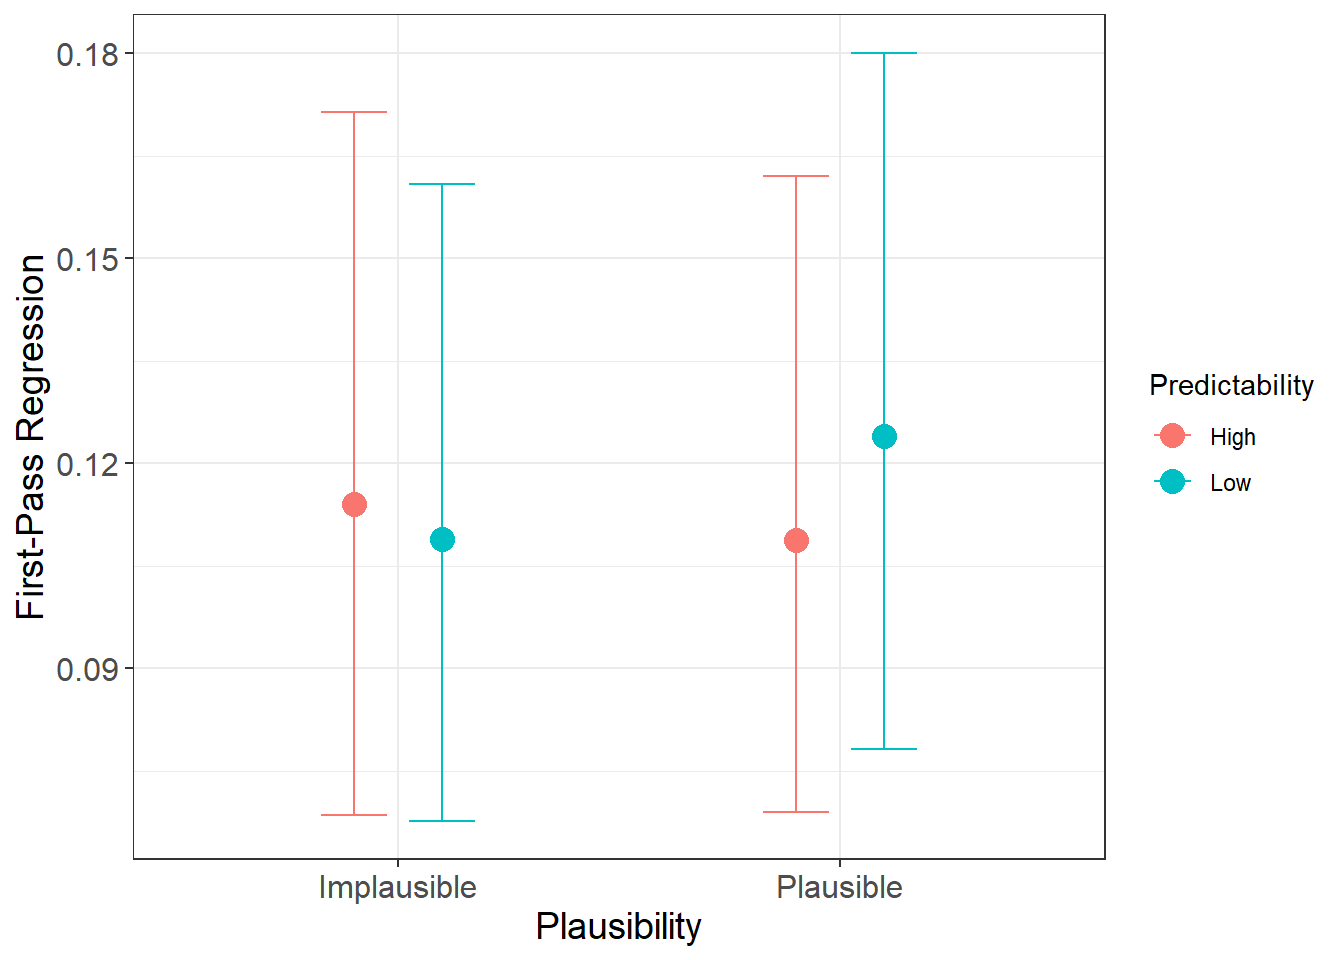 0.18
0.15
0.12
0.09
First-Pass Regression
Implausible
Plausible
Plausibility
Predictability
High
Low